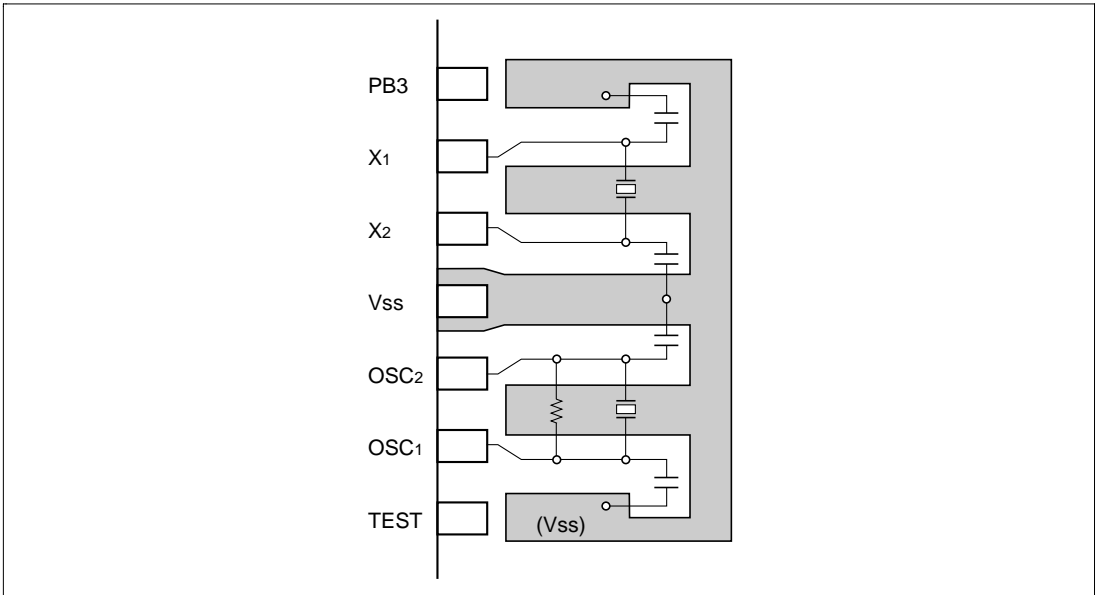 PB3
X1
X2
Vss
OSC2
OSC1
TEST
(Vss)